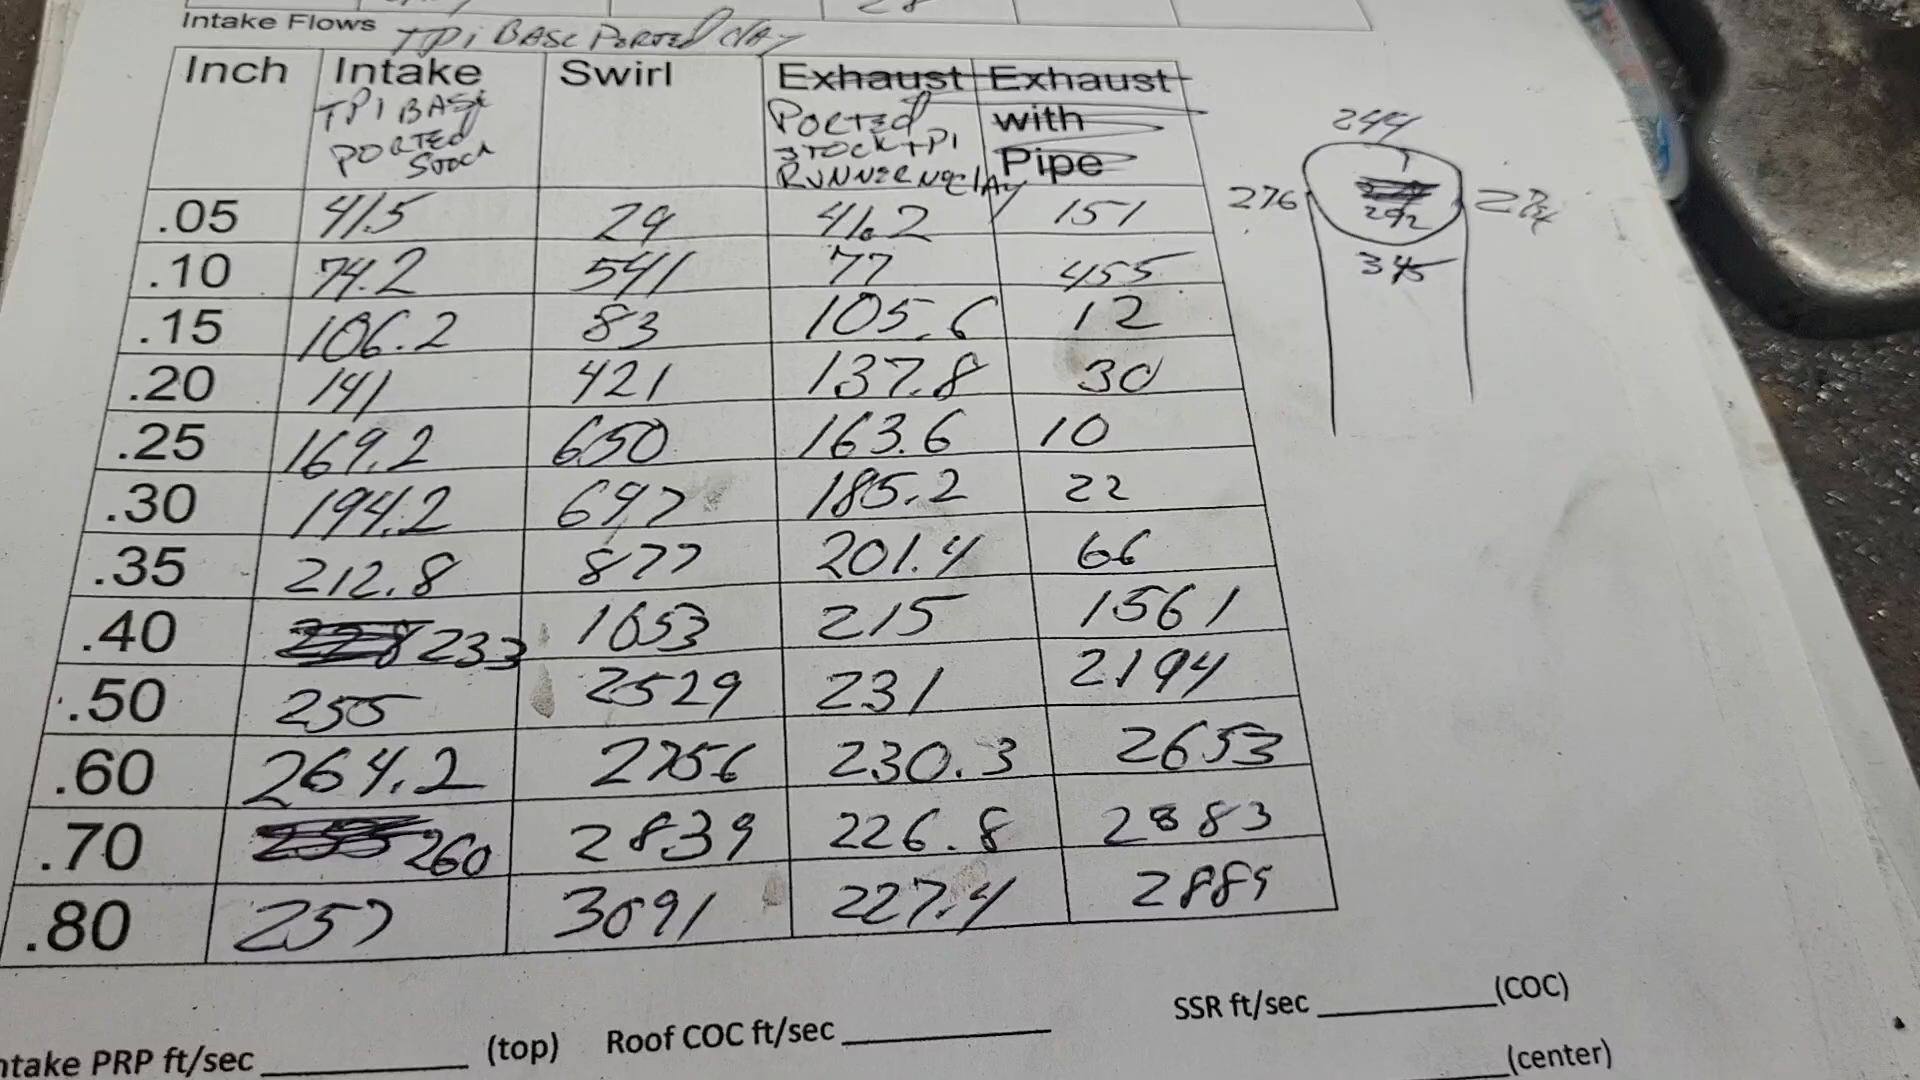 28
Intake Flows TPi BASE PORTED CLAY
Inch Intake Swirl Exhaust Exhaust
with
Pipe
TPI BASE
PORTED
STOCK
PORTED
STOCK TPI
RUNNER NO CLAY
.05 41.5 29 41.2 151
.10 74.2 541 77 455
.15 106.2 83 105.6 12
.20 141 421 137.8 30
.25 169.2 650 163.6 10
.30 194.2 697 185.2 22
.35 212.8 877 201.4 66
.40 233 1653 215 1561
.50 255 2529 231 2194
.60 264.2 2756 230.3 2653
.70 260 2839 226.8 2883
.80 257 3091 227.4 2889
244
276 292
345
SSR ft/sec (COC)
ntake PRP ft/sec (top) Roof COC ft/sec
(center)